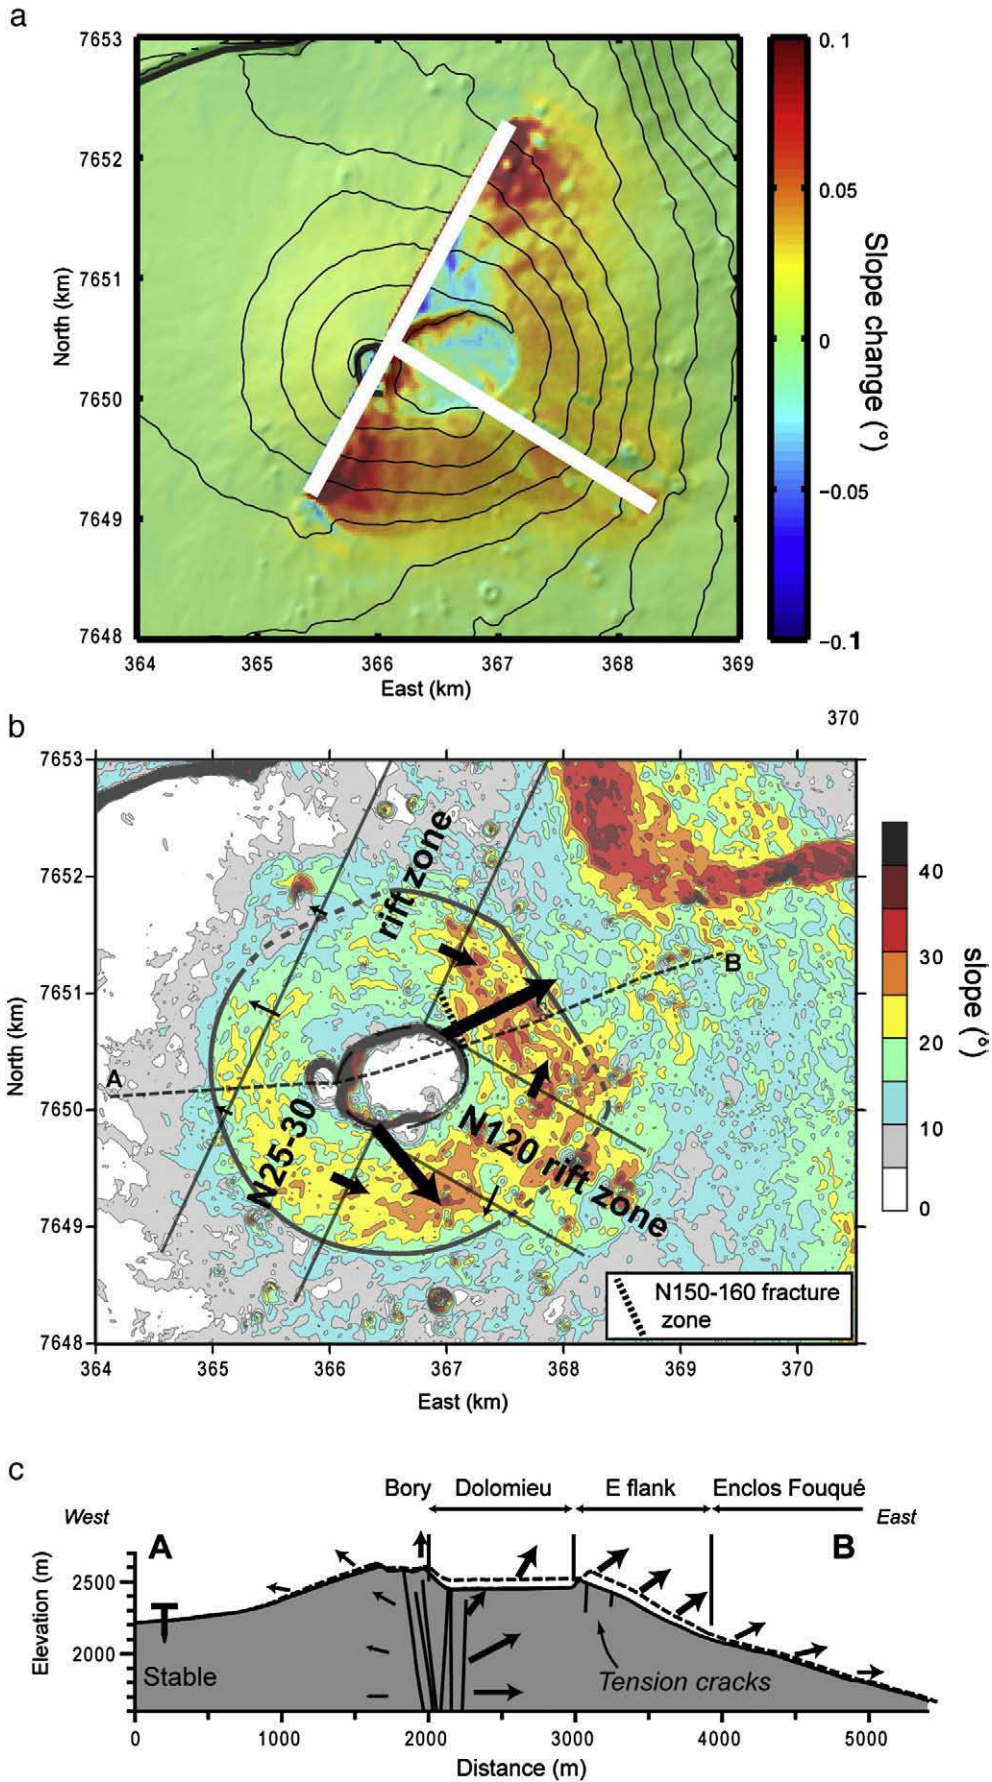 a
7653
7652
7651
7650
7649
7648
North (km)
364 365 366 367 368 369
East (km)
0.1
0.05
0
−0.05
−0.1
Slope change (°)
b
370
7653
7652
7651
7650
7649
7648
North (km)
364 365 366 367 368 369 370
East (km)
rift zone
N25-30
N120 rift zone
A
B
N150-160 fracture
zone
40
30
20
10
0
slope (°)
c
Bory Dolomieu E flank Enclos Fouqué
West East
A B
Elevation (m)
2500
2000
Stable
Tension cracks
0 1000 2000 3000 4000 5000
Distance (m)